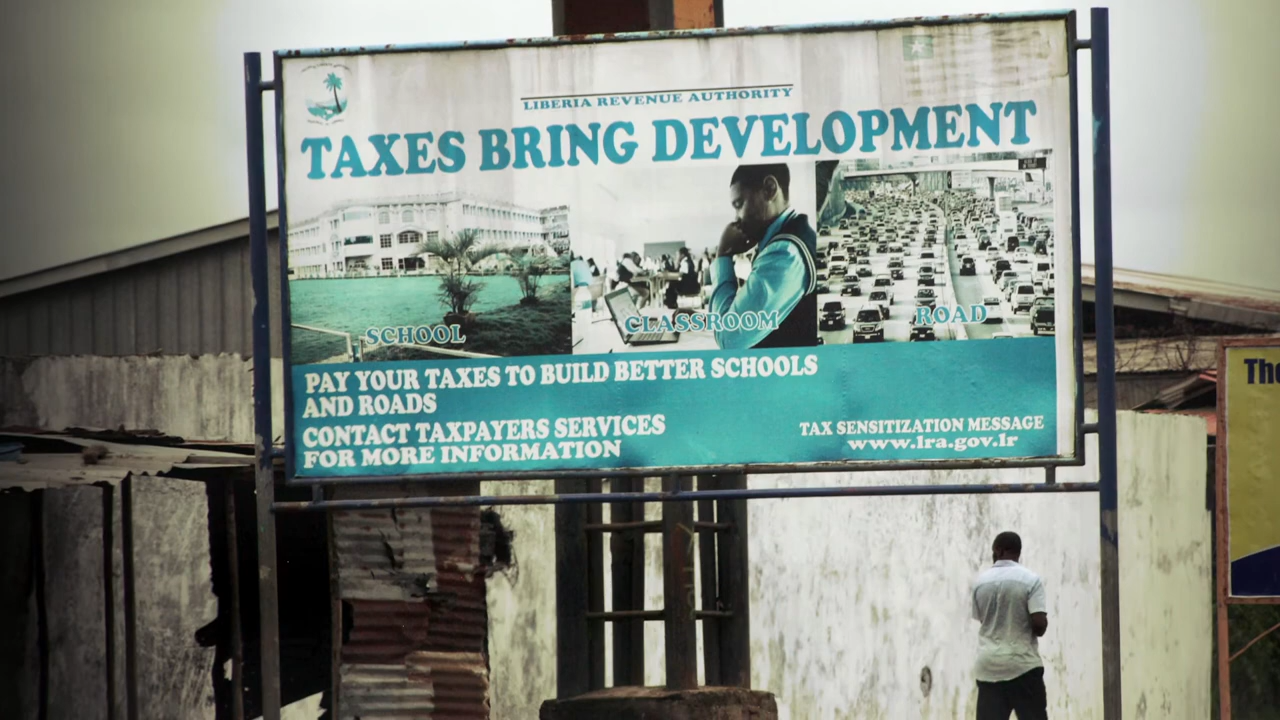 LIBERIA REVENUE AUTHORITY
TAXES BRING DEVELOPMENT
SCHOOL
CLASSROOM
ROAD
PAY YOUR TAXES TO BUILD BETTER SCHOOLS
AND ROADS
CONTACT TAXPAYERS SERVICES
FOR MORE INFORMATION
TAX SENSITIZATION MESSAGE
www.lra.gov.lr
The